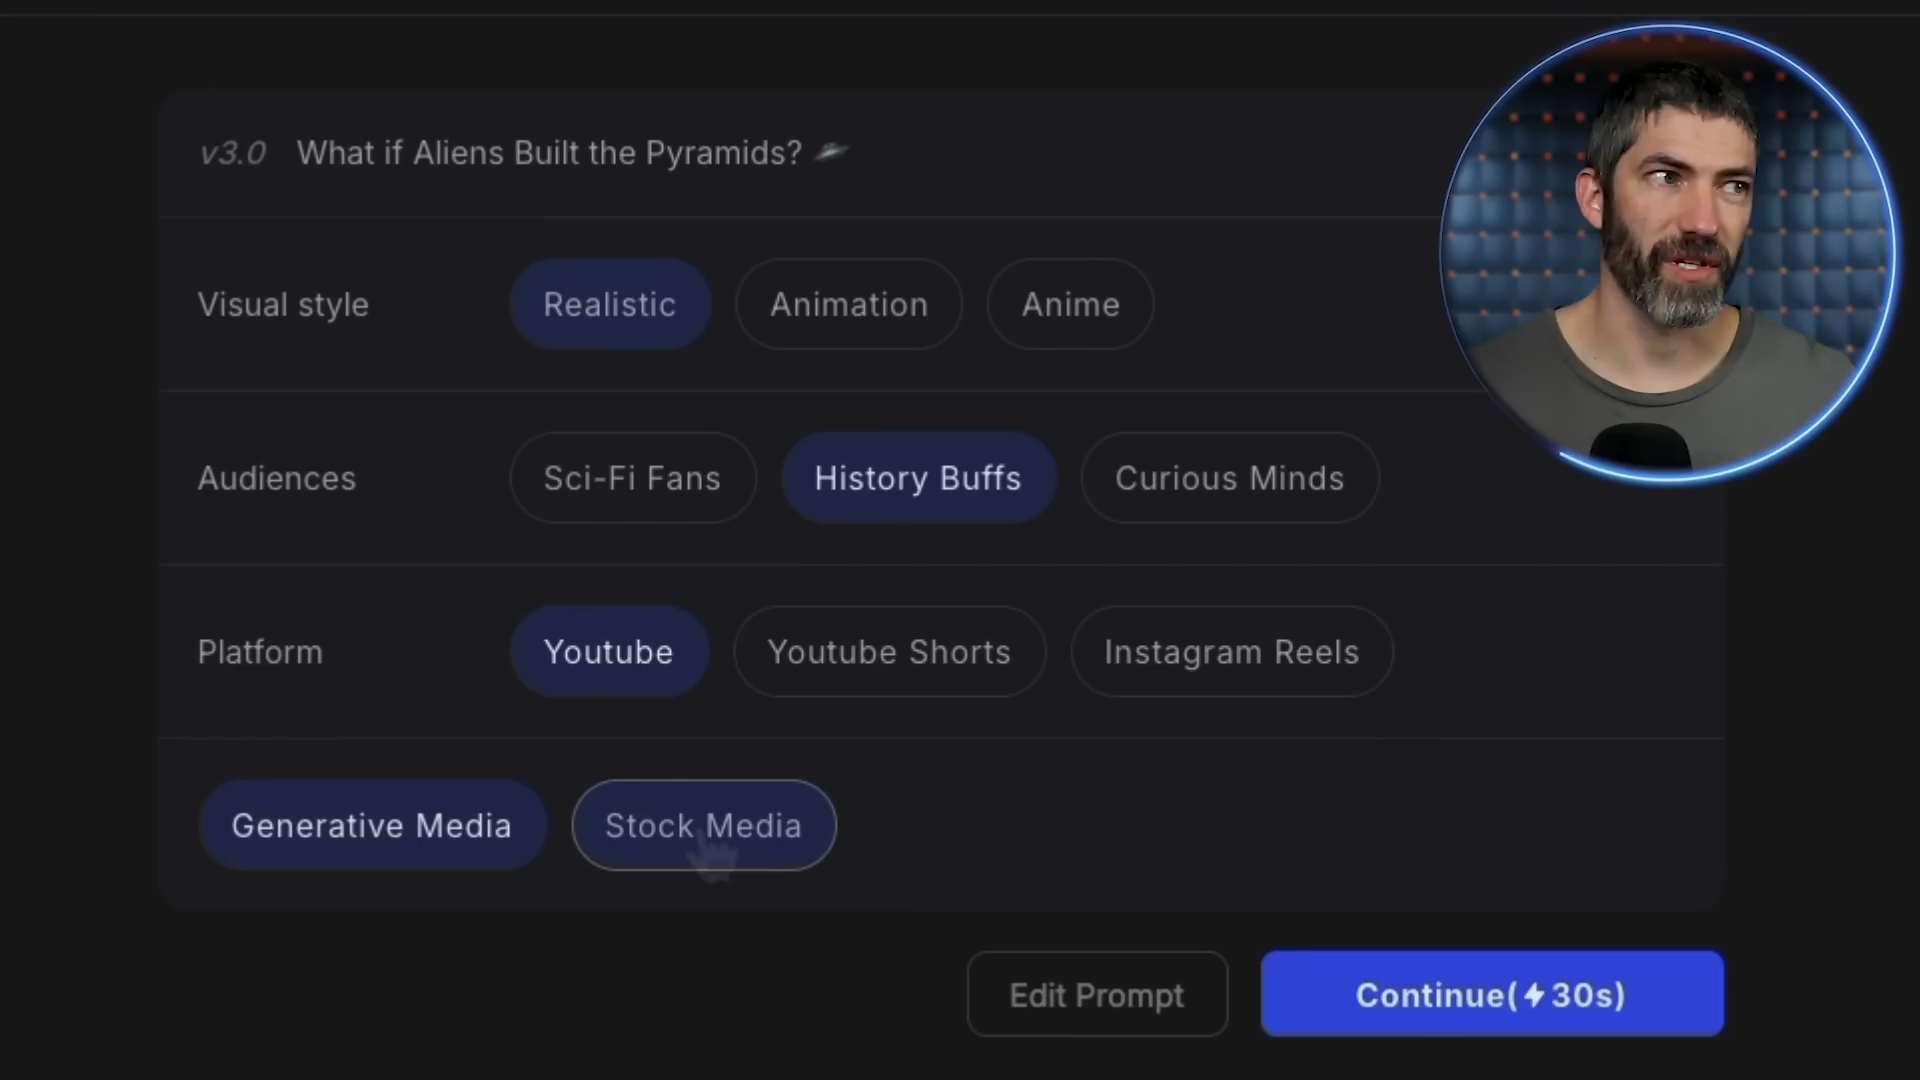 v3.0 What if Aliens Built the Pyramids? 🛸
Visual style Realistic Animation Anime
Audiences Sci-Fi Fans History Buffs Curious Minds
Platform Youtube Youtube Shorts Instagram Reels
Generative Media Stock Media
Edit Prompt Continue(⚡30s)